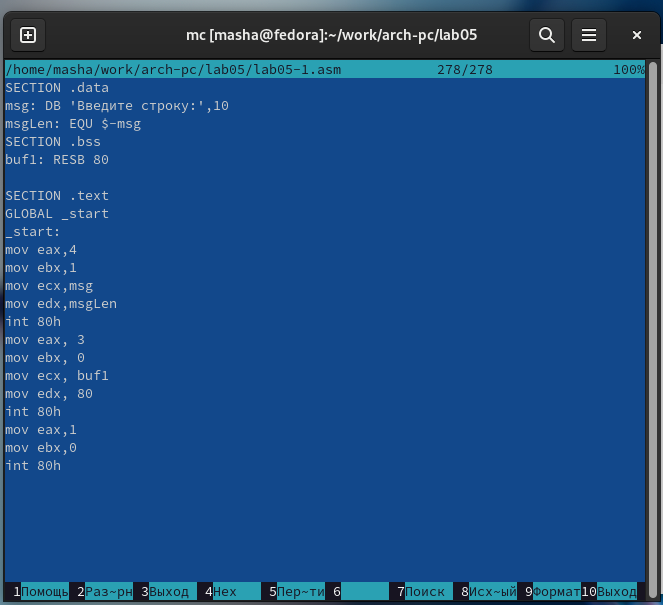 mc [masha@fedora]:~/work/arch-pc/lab05
/home/masha/work/arch-pc/lab05/lab05-1.asm 278/278 100%
SECTION .data
msg: DB 'Введите строку:',10
msgLen: EQU $-msg
SECTION .bss
buf1: RESB 80
SECTION .text
GLOBAL _start
_start:
mov eax,4
mov ebx,1
mov ecx,msg
mov edx,msgLen
int 80h
mov eax, 3
mov ebx, 0
mov ecx, buf1
mov edx, 80
int 80h
mov eax,1
mov ebx,0
int 80h
1Помощь 2Раз~рн 3Выход 4Hex 5Пер~ти 6 7Поиск 8Исх~ый 9Формат 10Выход